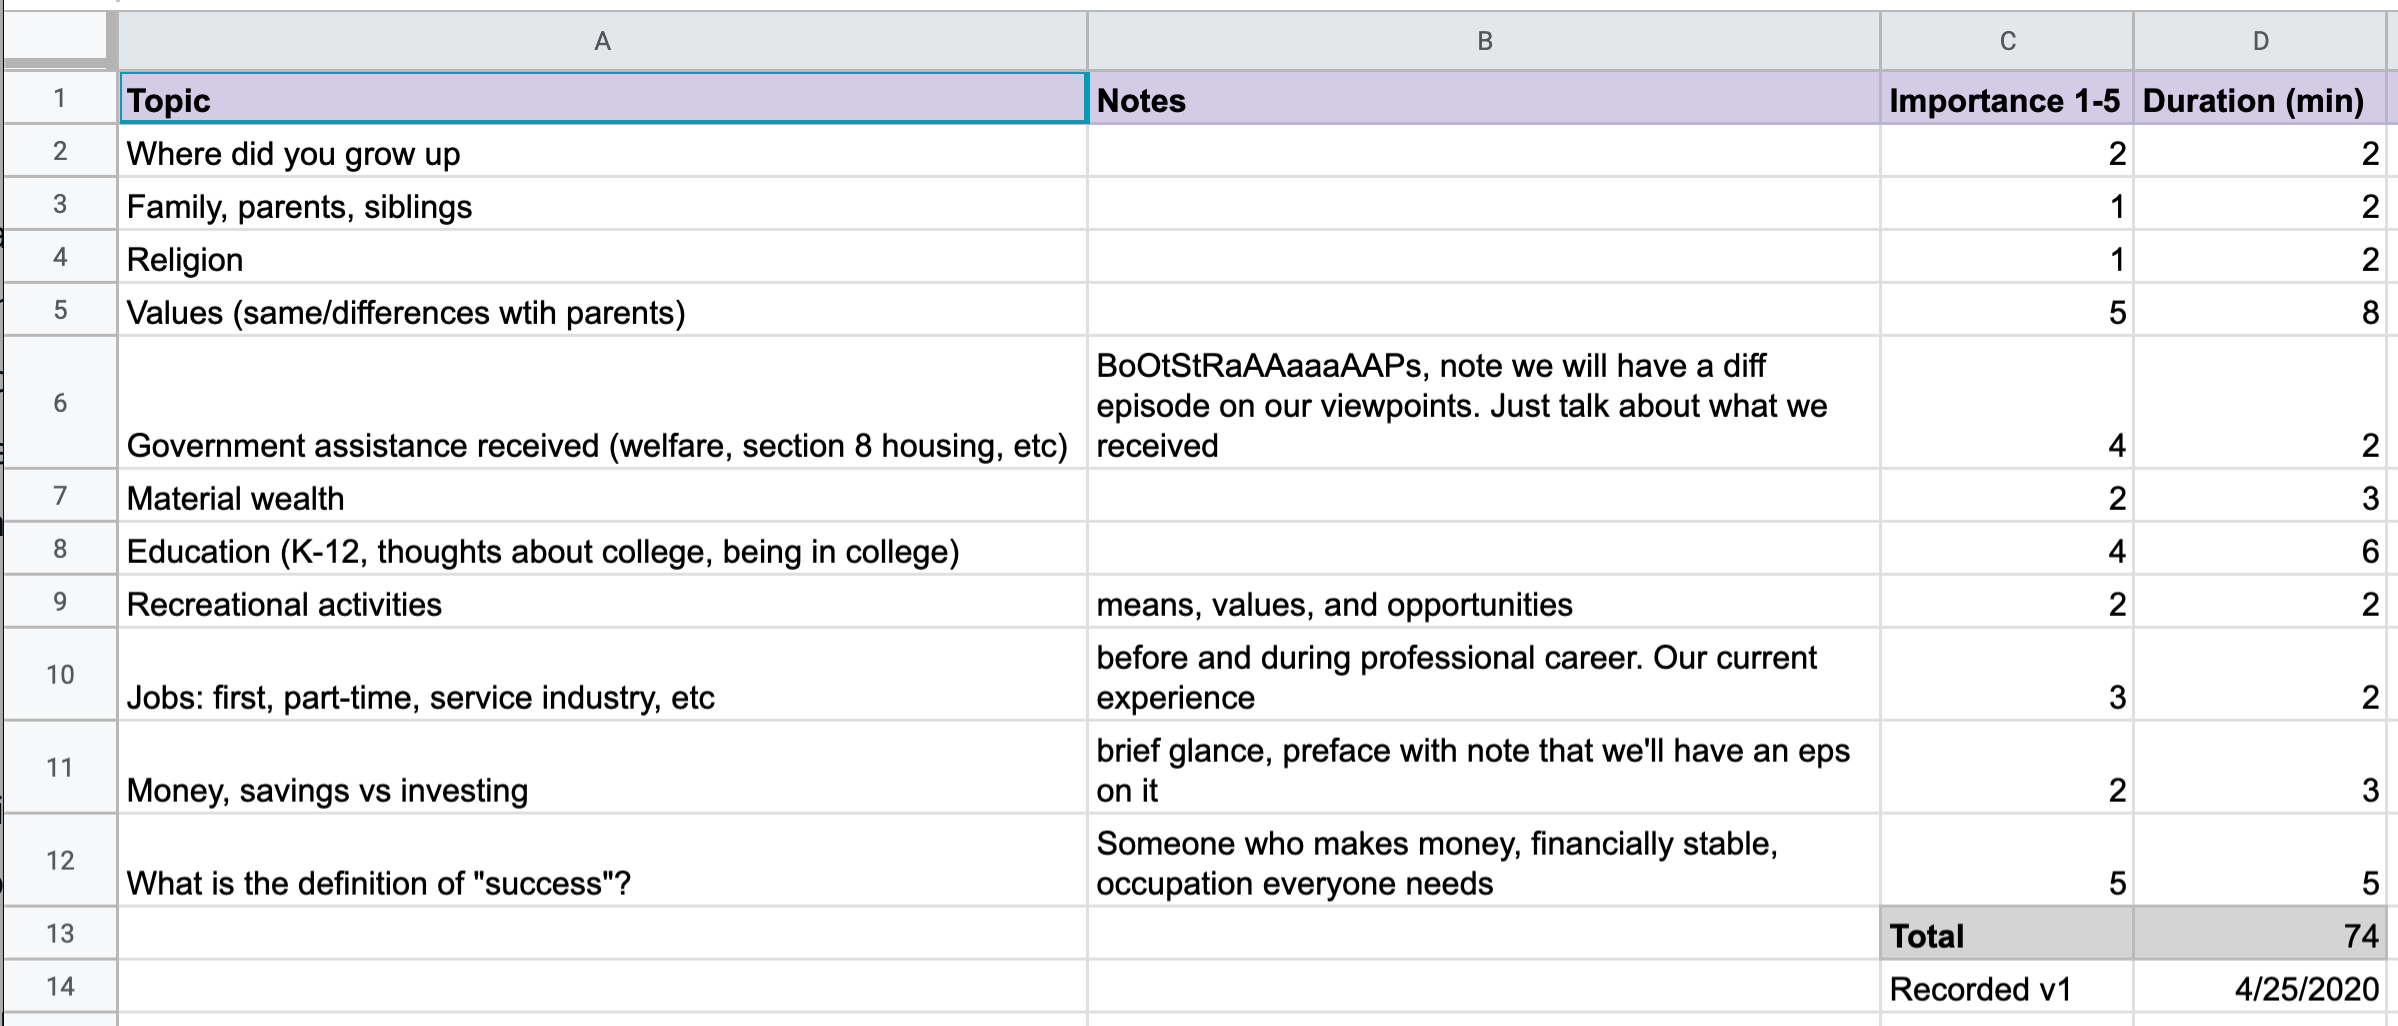 A B C D
1 Topic Notes Importance 1-5 Duration (min)
2 Where did you grow up 2 2
3 Family, parents, siblings 1 2
4 Religion 1 2
5 Values (same/differences wtih parents) 5 8
BoOtStRaAAaaaAAPs, note we will have a diff
6 episode on our viewpoints. Just talk about what we
Government assistance received (welfare, section 8 housing, etc) received 4 2
7 Material wealth 2 3
8 Education (K-12, thoughts about college, being in college) 4 6
9 Recreational activities means, values, and opportunities 2 2
10 before and during professional career. Our current
Jobs: first, part-time, service industry, etc experience 3 2
11 brief glance, preface with note that we'll have an eps
Money, savings vs investing on it 2 3
12 Someone who makes money, financially stable,
What is the definition of "success"? occupation everyone needs 5 5
13 Total 74
14 Recorded v1 4/25/2020